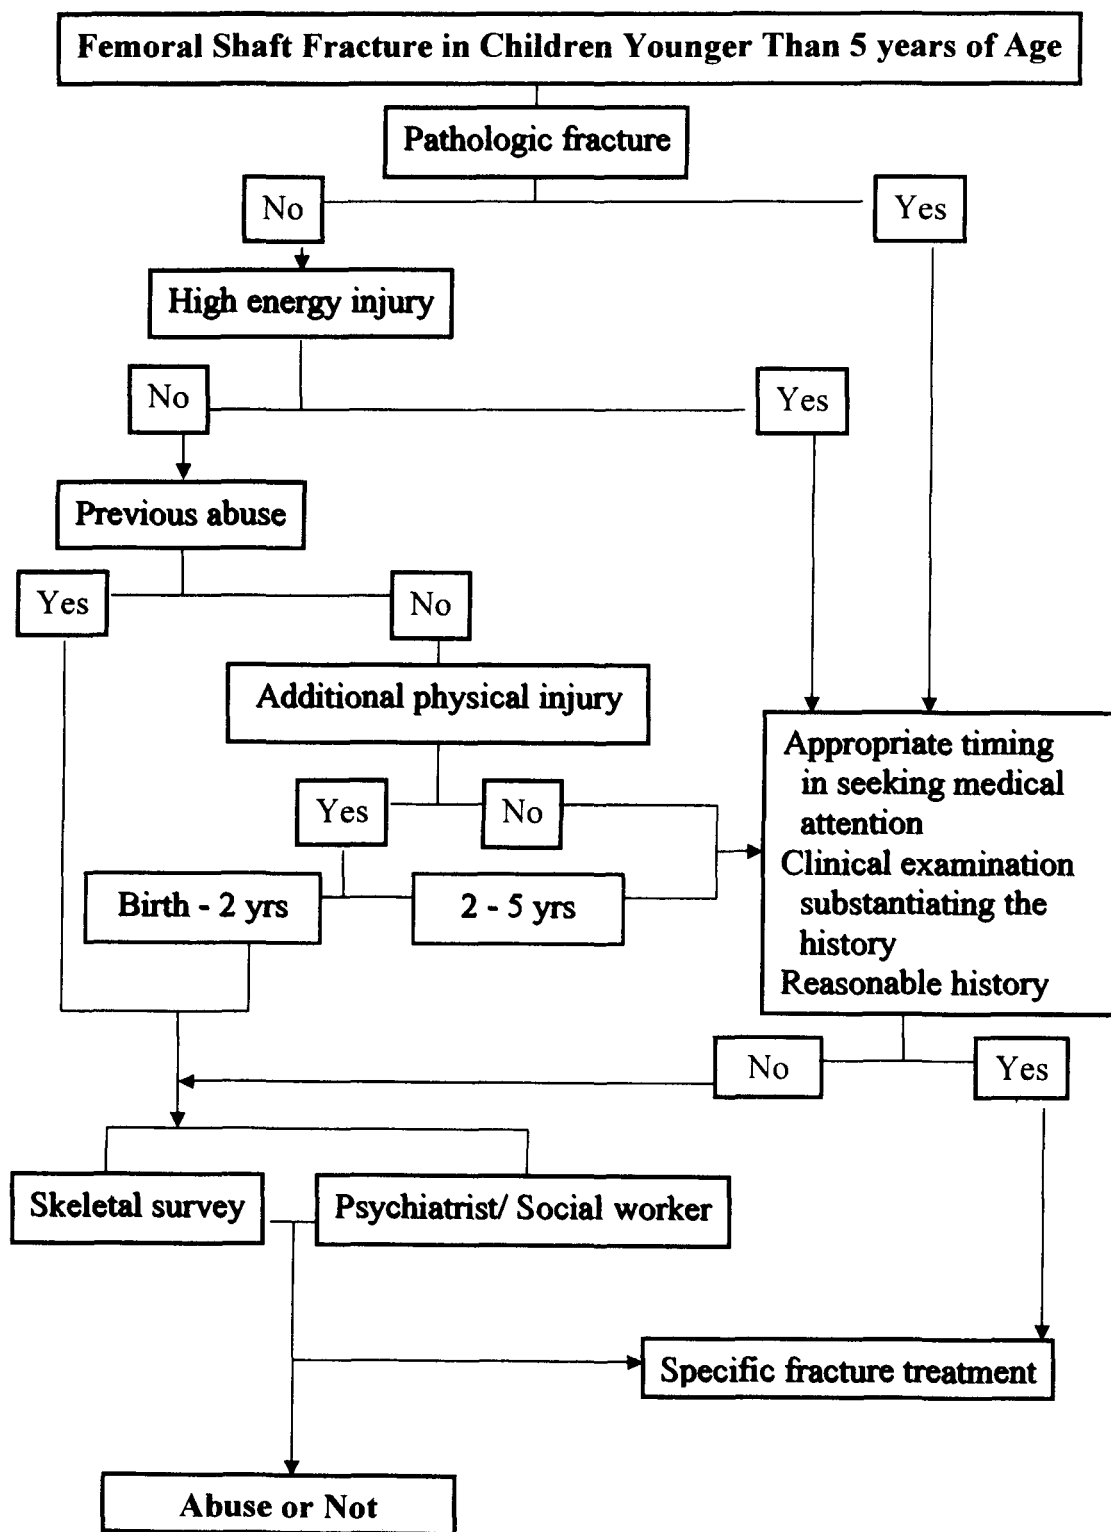 Femoral Shaft Fracture in Children Younger Than 5 years of Age
Pathologic fracture
No
Yes
High energy injury
No
Yes
Previous abuse
Yes
No
Additional physical injury
Yes
No
Appropriate timing
in seeking medical
attention
Clinical examination
substantiating the
history
Reasonable history
Birth - 2 yrs
2 - 5 yrs
No
Yes
Skeletal survey
Psychiatrist/ Social worker
Specific fracture treatment
Abuse or Not